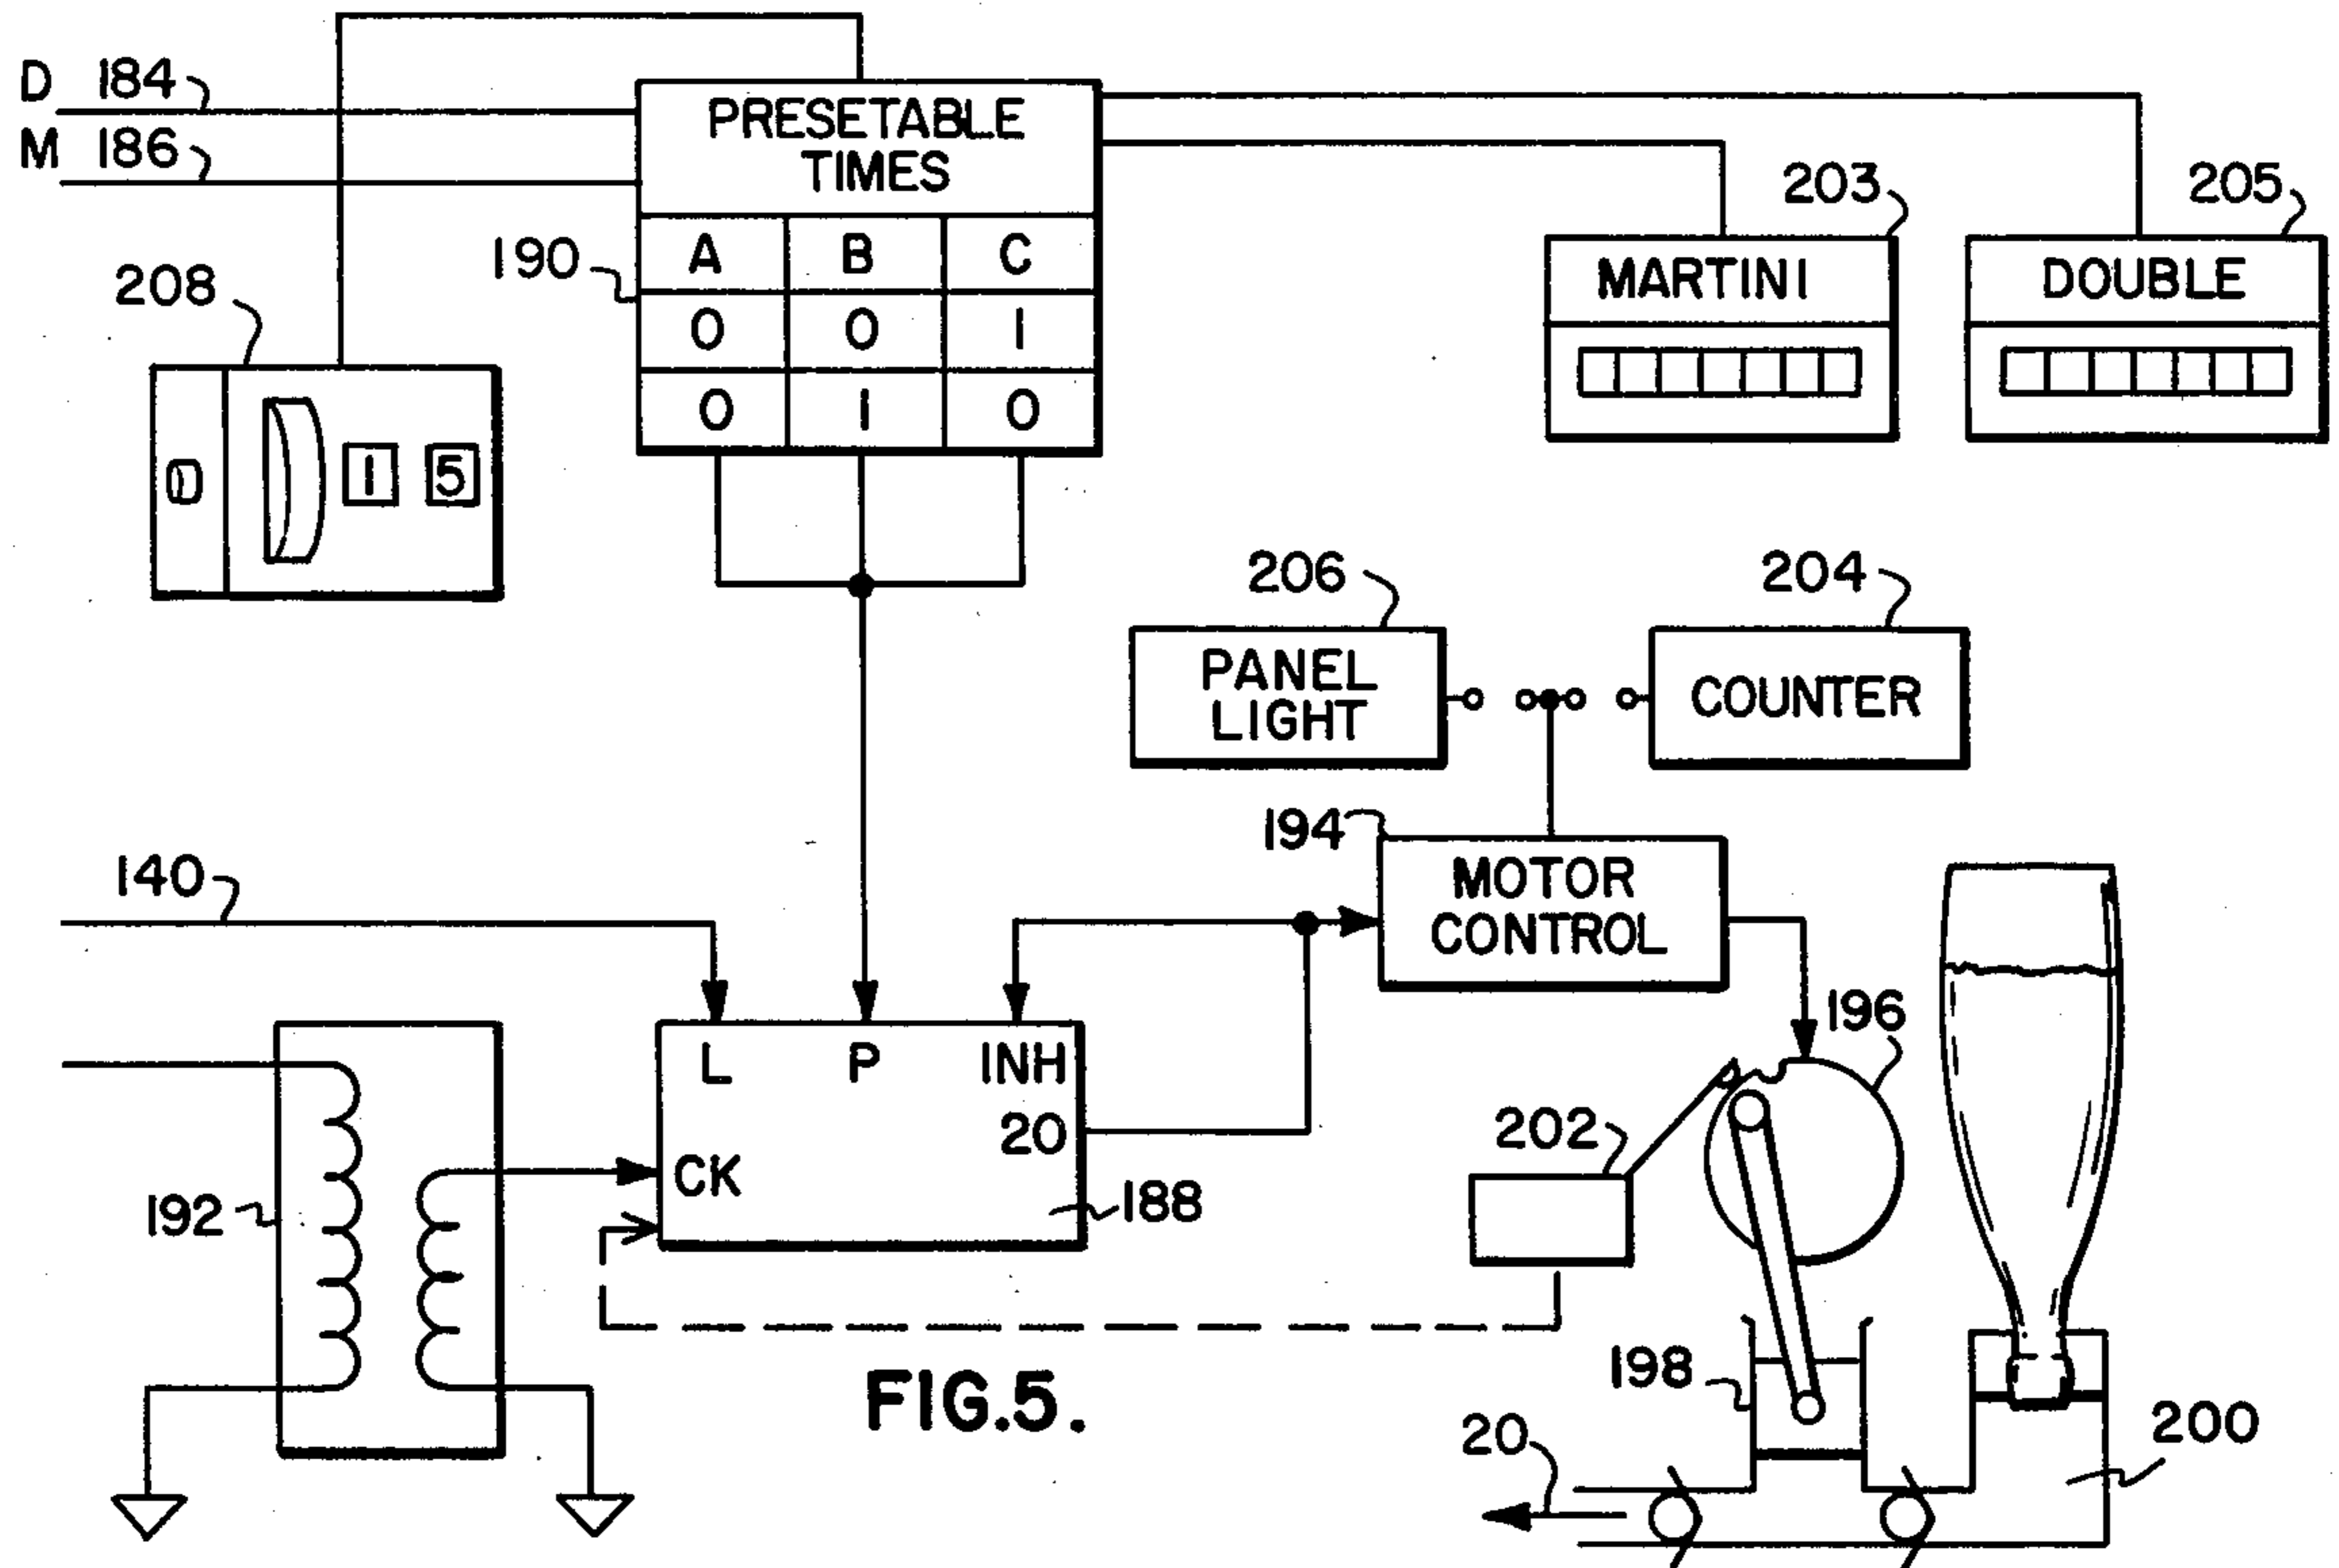 D 184
M 186
PRESETABLE
TIMES
203
205
190
A B C
0 0 1
0 1 0
208
MARTINI
DOUBLE
0 1 5
206
204
PANEL
LIGHT
COUNTER
194
MOTOR
CONTROL
140
196
L P INH
20
CK
202
192
188
198
FIG.5.
20
200